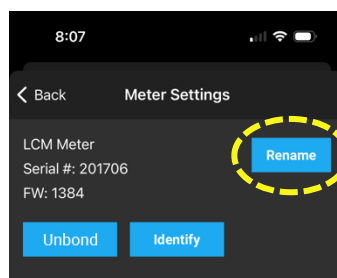 8:07
Back Meter Settings
LCM Meter
Rename
Serial #: 201706
FW: 1384
Unbond Identify